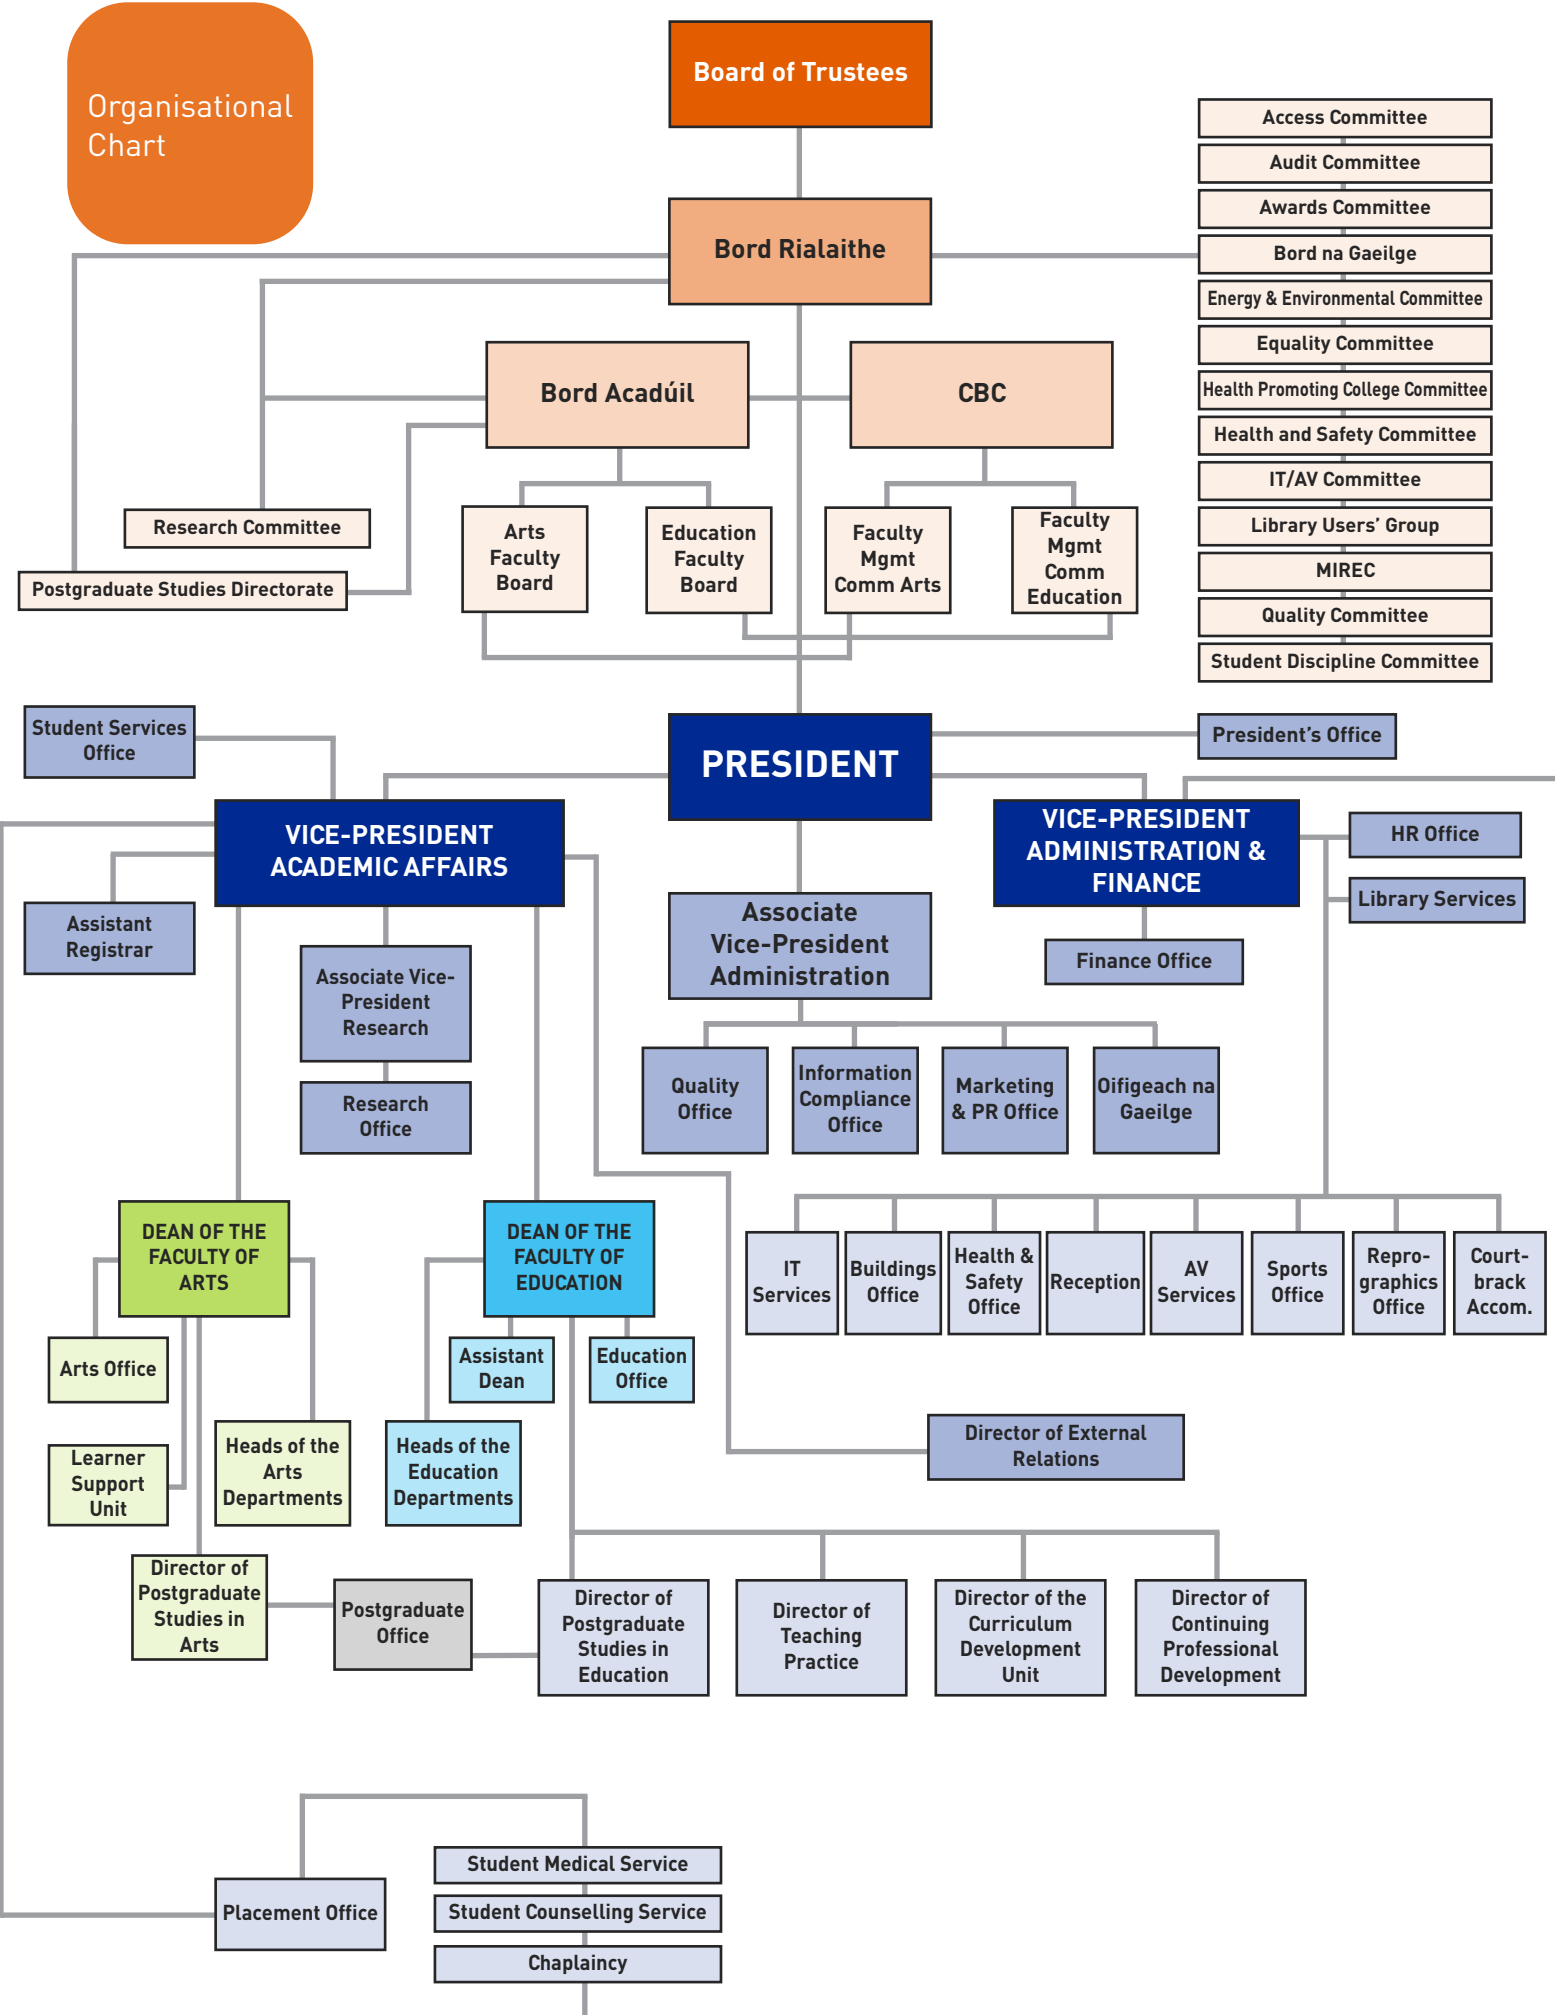 Organisational
Chart
Board of Trustees
Bord Rialaithe
Access Committee
Audit Committee
Awards Committee
Bord na Gaeilge
Energy & Environmental Committee
Equality Committee
Health Promoting College Committee
Health and Safety Committee
IT/AV Committee
Library Users’ Group
MIREC
Quality Committee
Student Discipline Committee
Bord Acadúil
CBC
Research Committee
Postgraduate Studies Directorate
Arts
Faculty
Board
Education
Faculty
Board
Faculty
Mgmt
Comm Arts
Faculty
Mgmt
Comm
Education
Student Services
Office
PRESIDENT
President’s Office
VICE-PRESIDENT
ACADEMIC AFFAIRS
VICE-PRESIDENT
ADMINISTRATION &
FINANCE
HR Office
Library Services
Assistant
Registrar
Associate Vice-
President
Research
Research
Office
Associate
Vice-President
Administration
Finance Office
Quality
Office
Information
Compliance
Office
Marketing
& PR Office
Oifigeach na
Gaeilge
DEAN OF THE
FACULTY OF
ARTS
DEAN OF THE
FACULTY OF
EDUCATION
IT
Services
Buildings
Office
Health &
Safety
Office
Reception
AV
Services
Sports
Office
Repro-
graphics
Office
Court-
brack
Accom.
Arts Office
Assistant
Dean
Education
Office
Learner
Support
Unit
Heads of the
Arts
Departments
Heads of the
Education
Departments
Director of External
Relations
Director of
Postgraduate
Studies in
Arts
Postgraduate
Office
Director of
Postgraduate
Studies in
Education
Director of
Teaching
Practice
Director of the
Curriculum
Development
Unit
Director of
Continuing
Professional
Development
Placement Office
Student Medical Service
Student Counselling Service
Chaplaincy